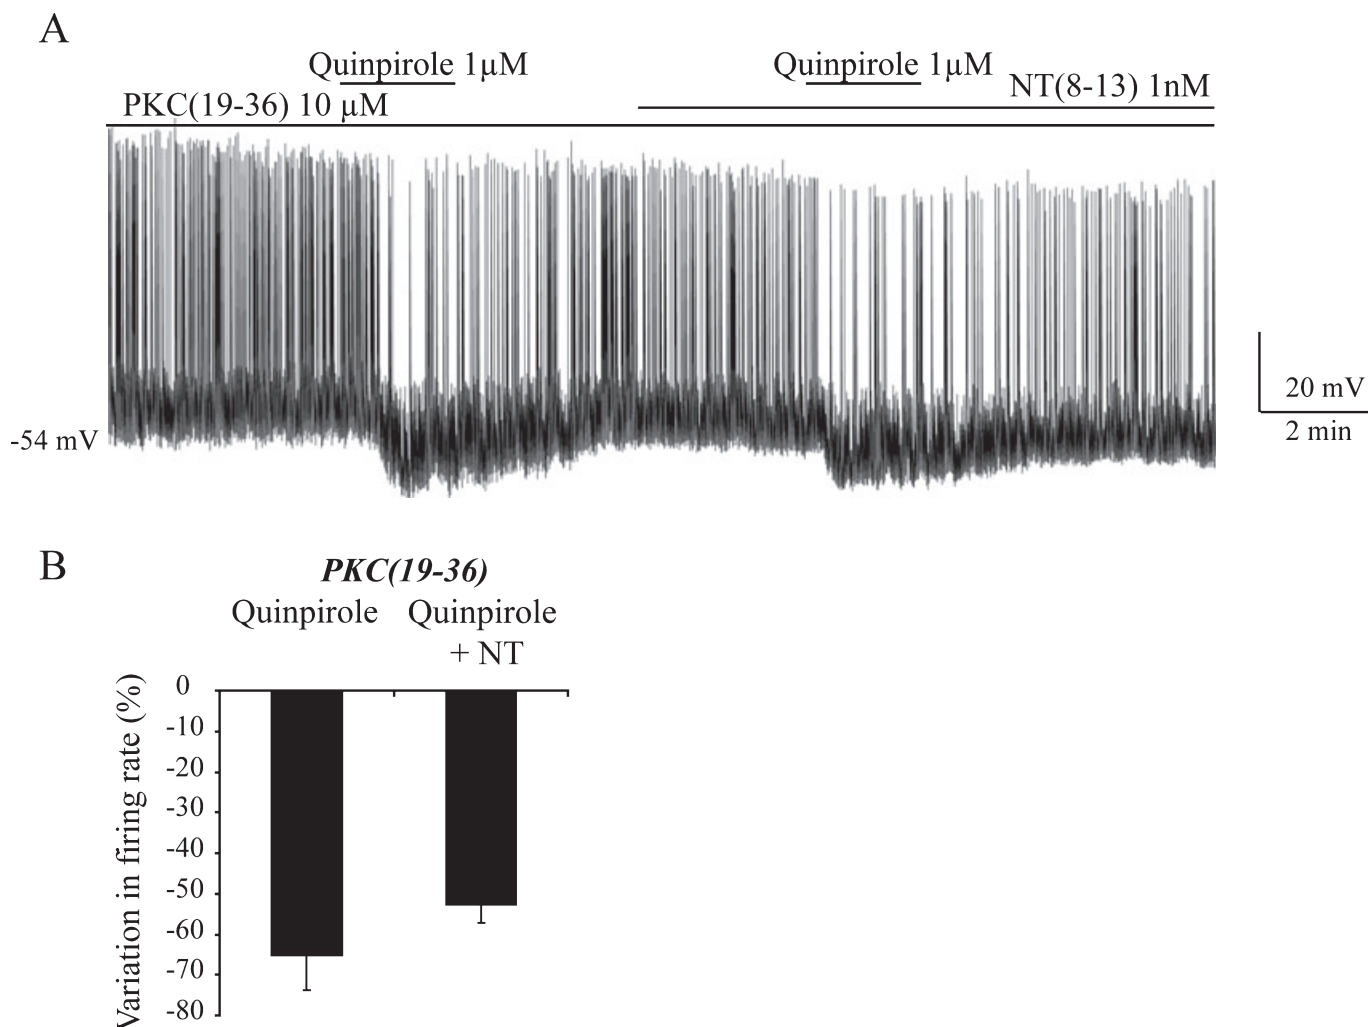 A
Quinpirole 1µM Quinpirole 1µM
PKC(19-36) 10 µM NT(8-13) 1nM
-54 mV
20 mV
2 min
B
PKC(19-36)
Quinpirole Quinpirole
+ NT
Variation in firing rate (%)
0
-10
-20
-30
-40
-50
-60
-70
-80